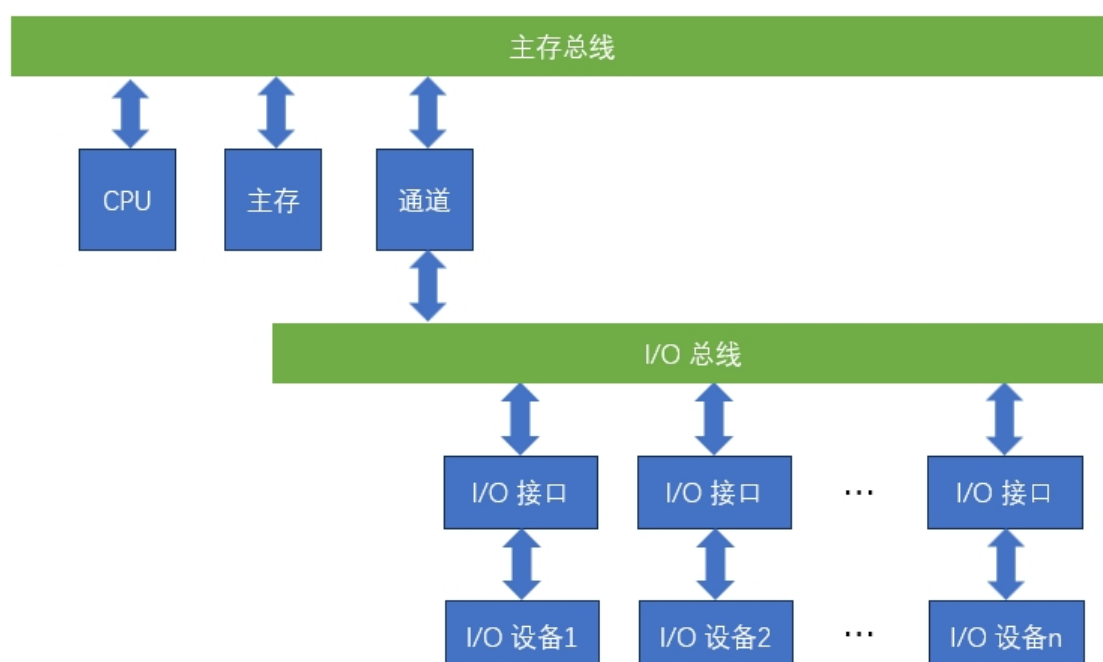 主存总线
CPU
主存
通道
I/O 总线
I/O 接口
I/O 接口
...
I/O 接口
I/O 设备1
I/O 设备2
...
I/O 设备n